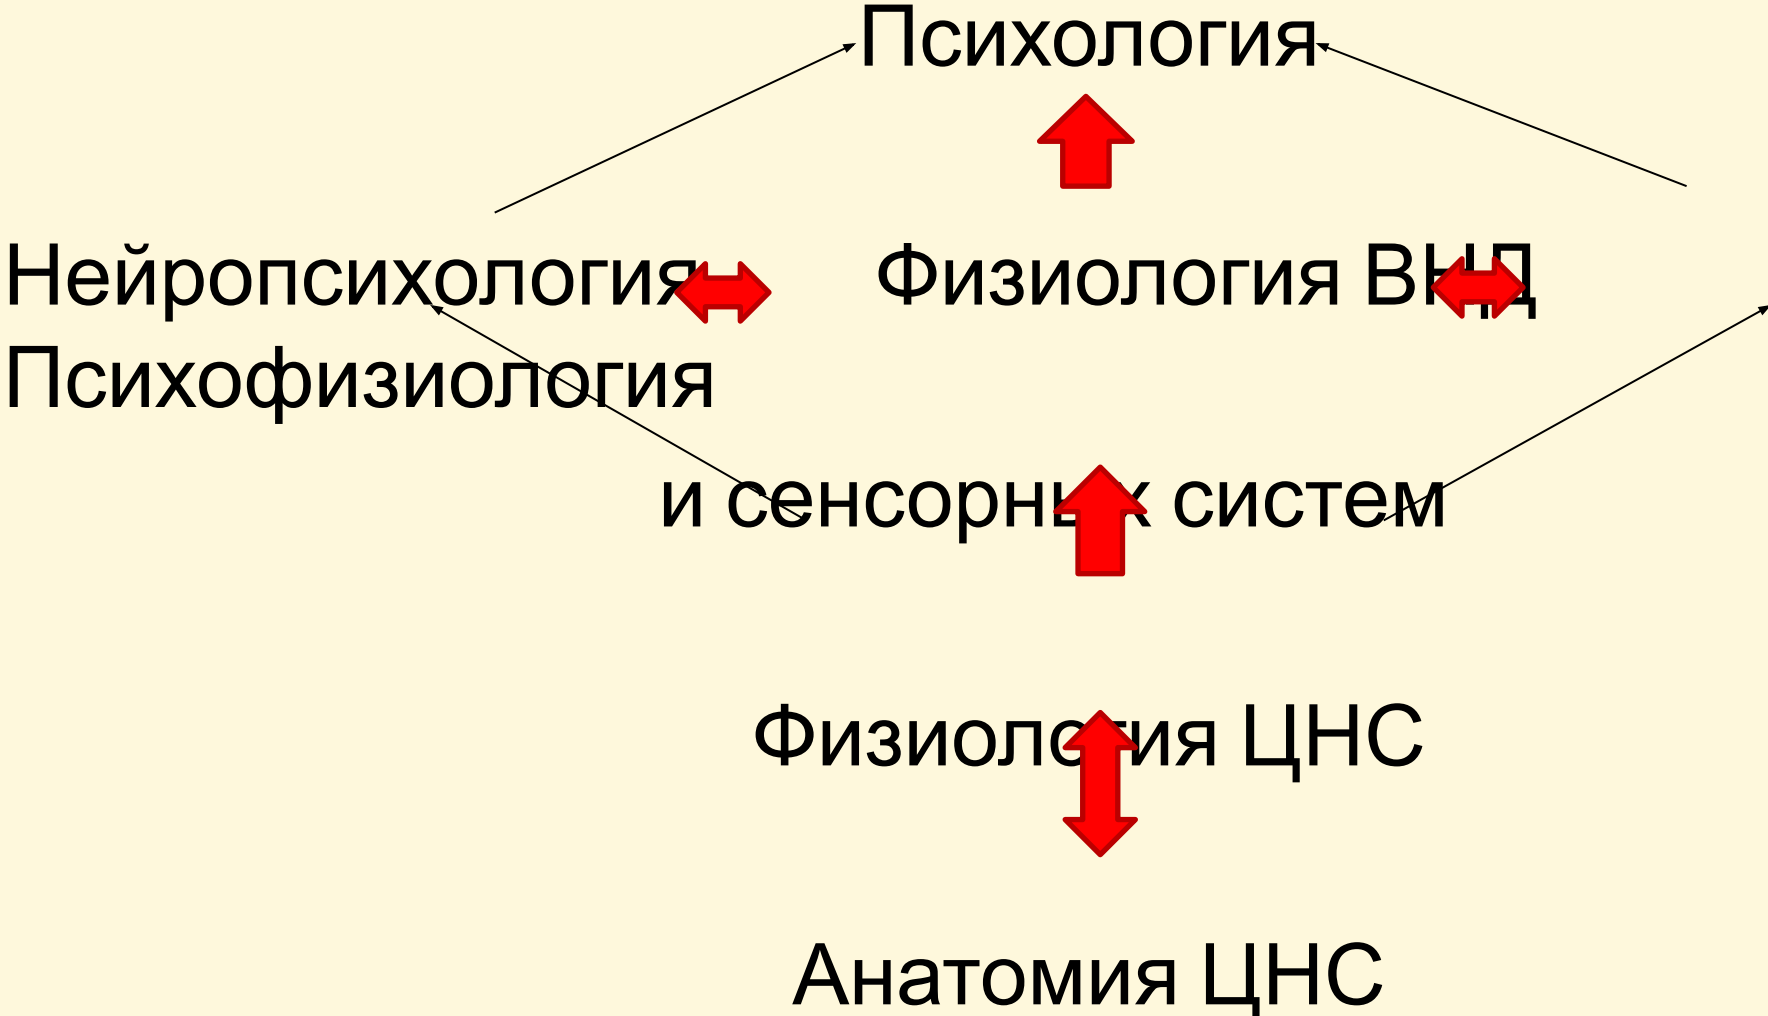 Психология
Нейропсихология Физиология ВНД
Психофизиология
и сенсорных систем
Физиология ЦНС
Анатомия ЦНС